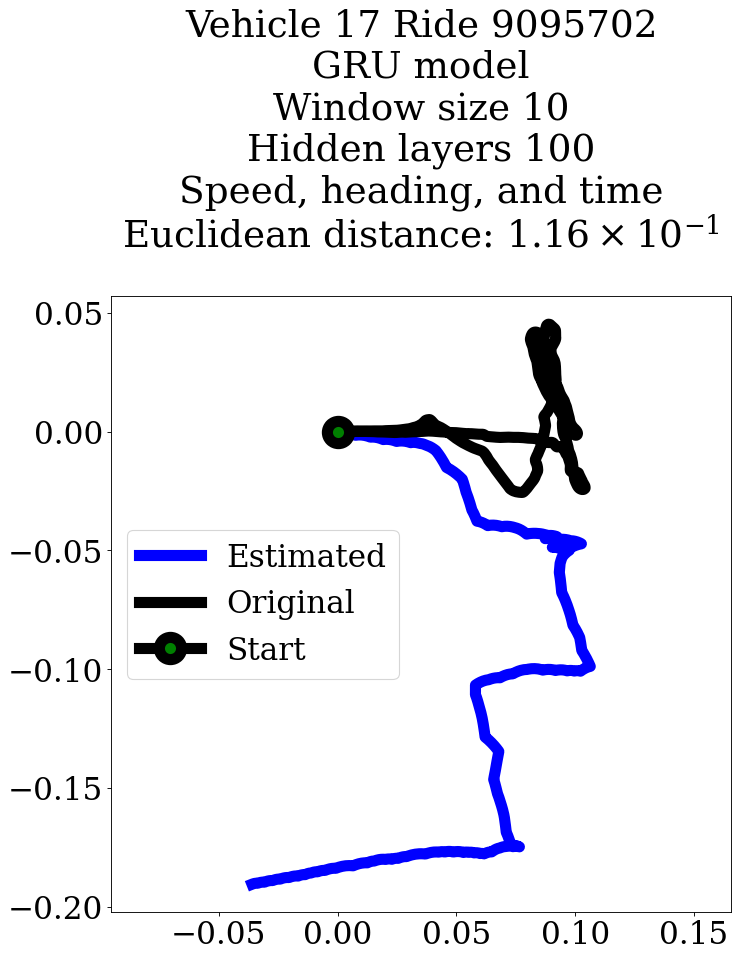 Vehicle 17 Ride 9095702
GRU model
Window size 10
Hidden layers 100
Speed, heading, and time
Euclidean distance: 1.16 × 10⁻¹
0.05
0.00
−0.05
−0.10
−0.15
−0.20
Estimated
Original
Start
−0.05 0.00 0.05 0.10 0.15